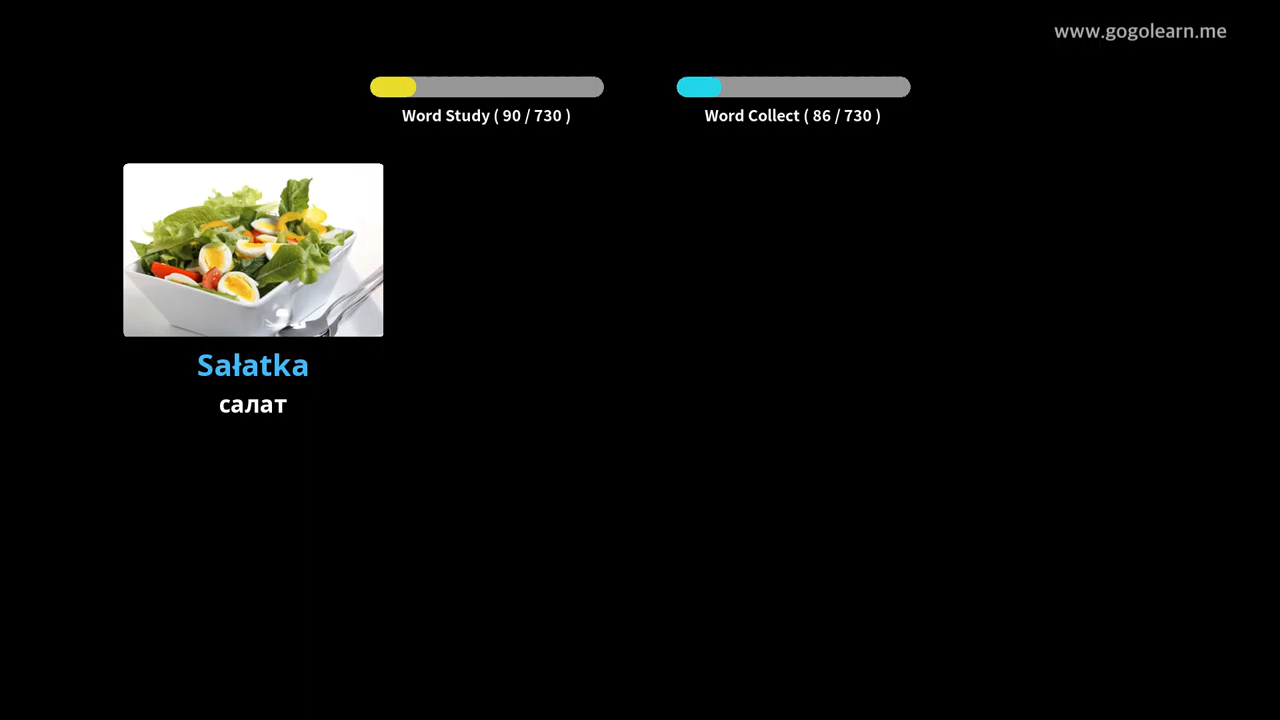 www.gogolearn.me
Word Study ( 90 / 730 )
Word Collect ( 86 / 730 )
Sałatka
салат